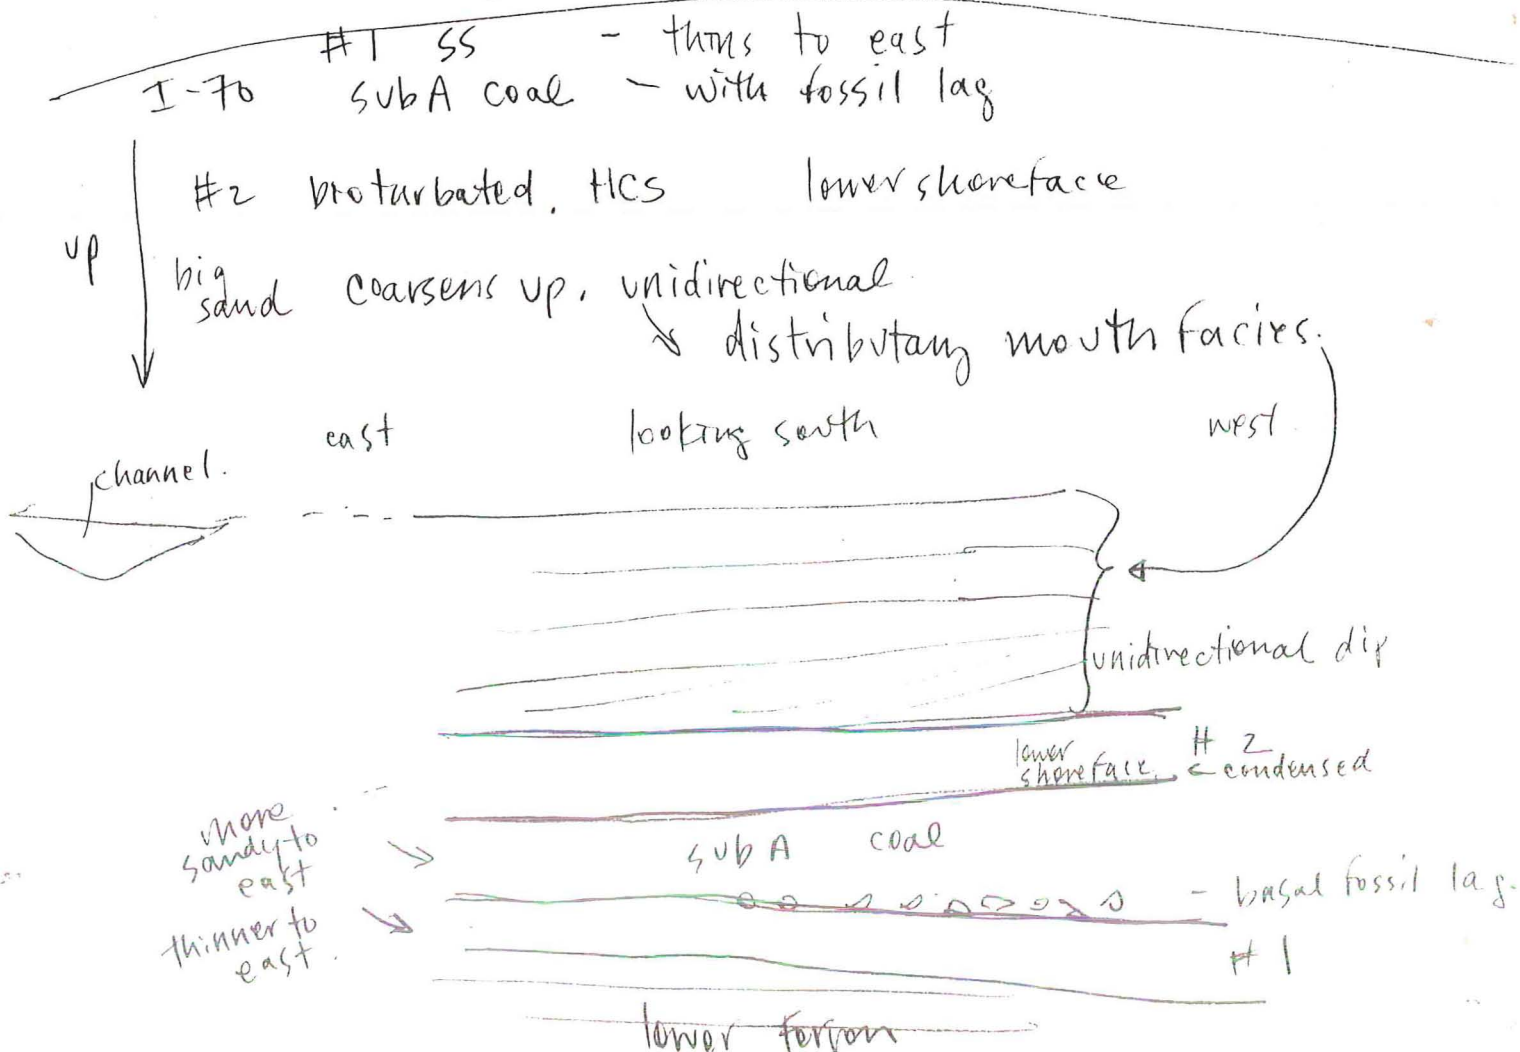 #1 SS - thins to east
I-70 subA coal - with fossil lag
#2 bioturbated, HCS lower shoreface
up
big sand coarsens up, unidirectional
distributary mouth facies.
east looking south west
channel.
unidirectional dip
lower
shoreface
# 2
condensed
more
sandy to
east
subA coal
- basal fossil lag.
thinner to
east.
#1
lower Ferron